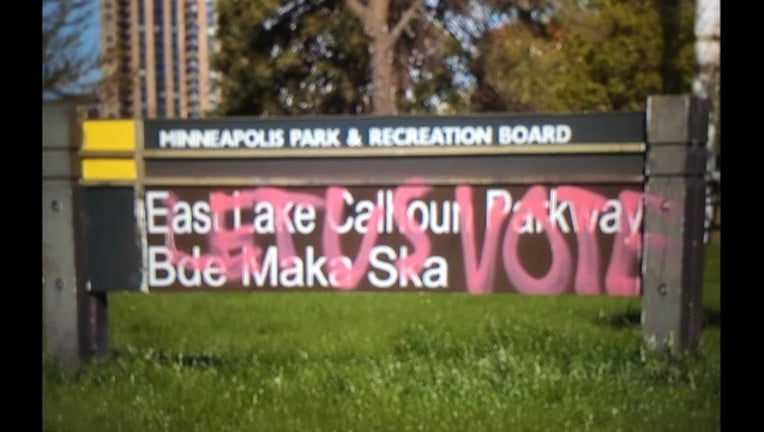 MINNEAPOLIS PARK & RECREATION BOARD
East Lake Calhoun Parkway
Bde Maka Ska
LET US VOTE